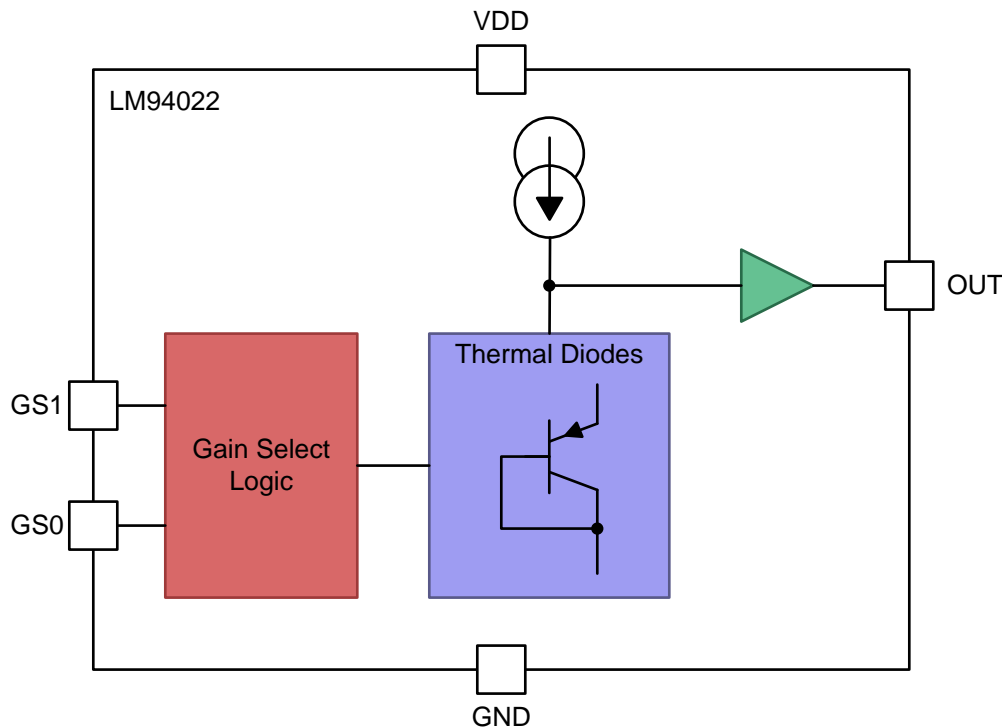 VDD
LM94022
OUT
Thermal Diodes
GS1
Gain Select
Logic
GS0
GND